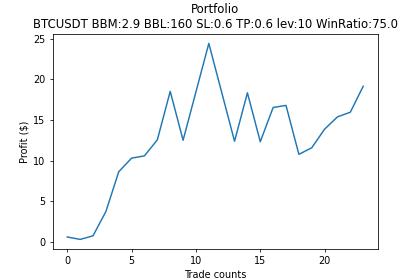 Portfolio
BTCUSDT BBM:2.9 BBL:160 SL:0.6 TP:0.6 lev:10 WinRatio:75.0
25
20
15
10
5
0
Profit ($)
0 5 10 15 20
Trade counts